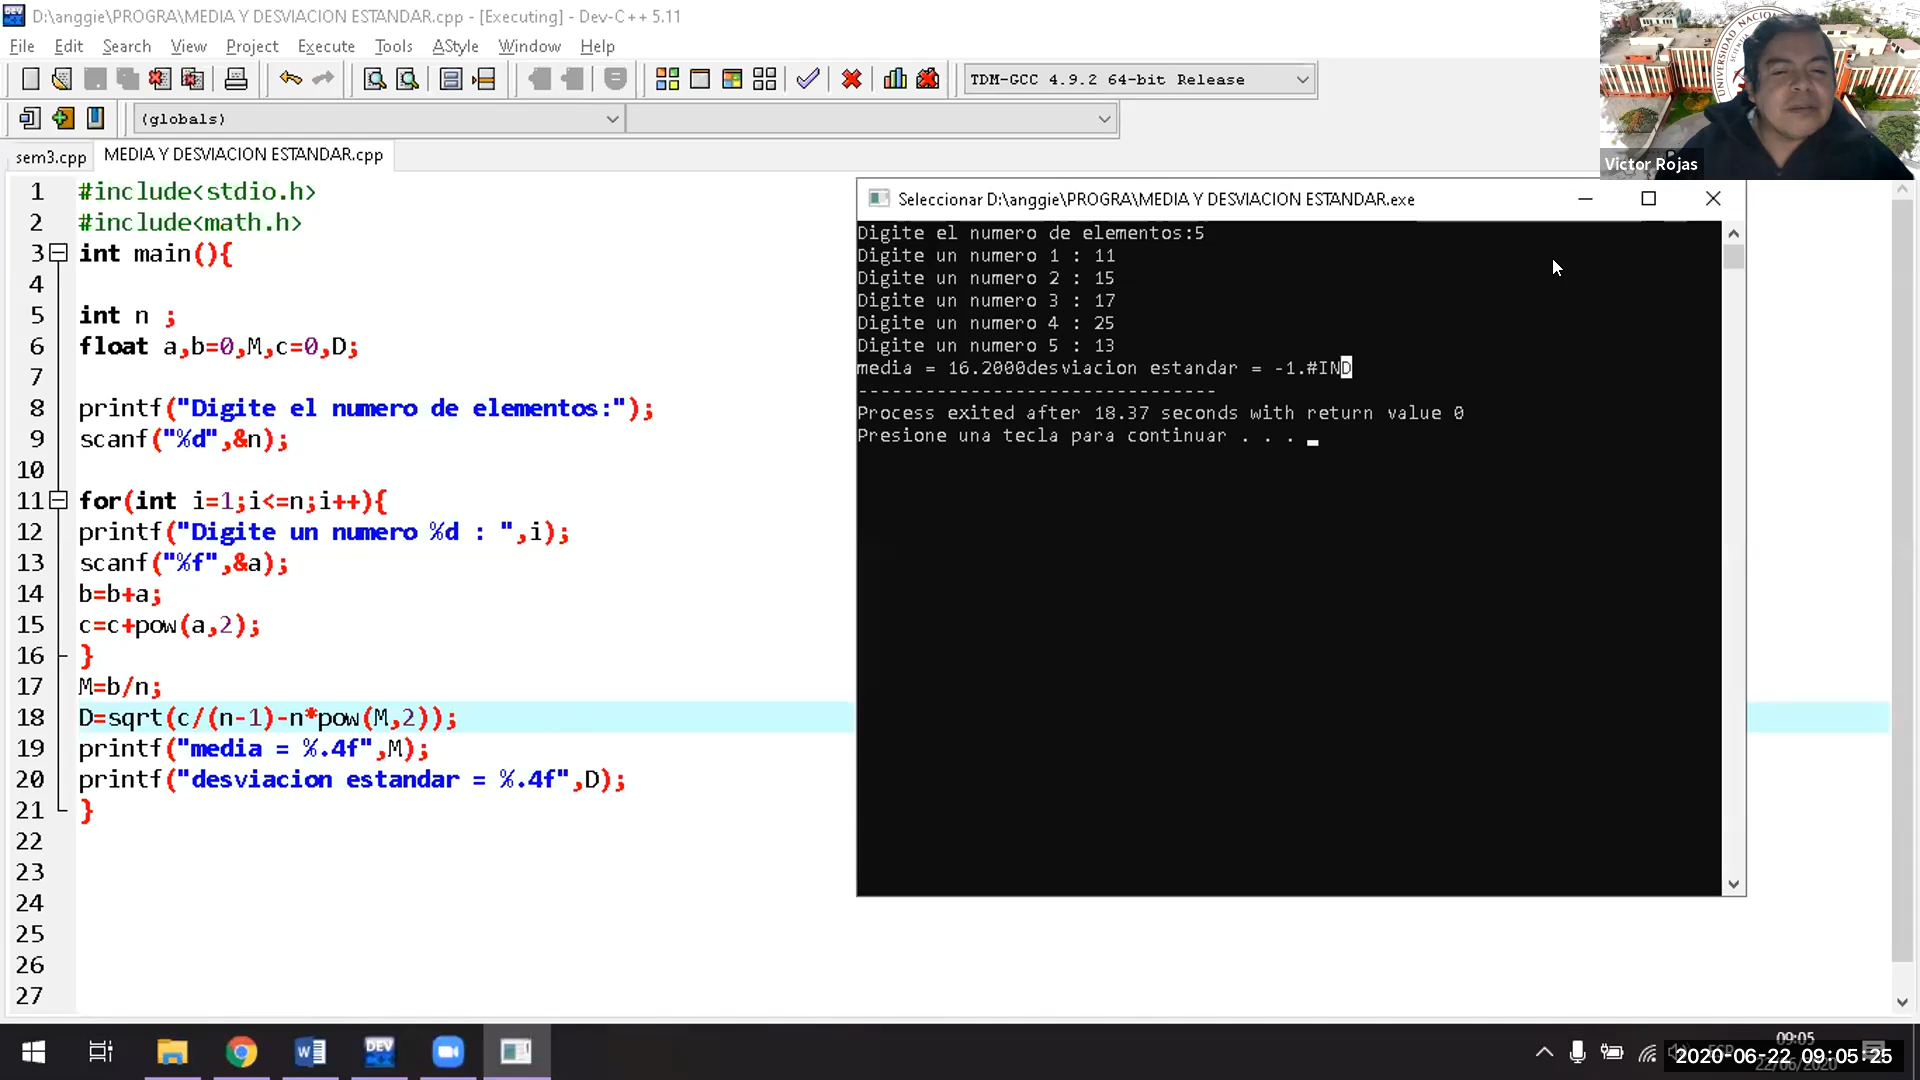 D:\anggie\PROGRA\MEDIA Y DESVIACION ESTANDAR.cpp - [Executing] - Dev-C++ 5.11
File Edit Search View Project Execute Tools AStyle Window Help
TDM-GCC 4.9.2 64-bit Release
(globals)
sem3.cpp MEDIA Y DESVIACION ESTANDAR.cpp
1 #include<stdio.h>
2 #include<math.h>
3 int main(){
4
5 int n ;
6 float a,b=0,M,c=0,D;
7
8 printf("Digite el numero de elementos:");
9 scanf("%d",&n);
10
11 for(int i=1;i<=n;i++){
12 printf("Digite un numero %d : ",i);
13 scanf("%f",&a);
14 b=b+a;
15 c=c+pow(a,2);
16 }
17 M=b/n;
18 D=sqrt(c/(n-1)-n*pow(M,2));
19 printf("media = %.4f",M);
20 printf("desviacion estandar = %.4f",D);
21 }
22
23
24
25
26
27
Seleccionar D:\anggie\PROGRA\MEDIA Y DESVIACION ESTANDAR.exe
Digite el numero de elementos:5
Digite un numero 1 : 11
Digite un numero 2 : 15
Digite un numero 3 : 17
Digite un numero 4 : 25
Digite un numero 5 : 13
media = 16.2000desviacion estandar = -1.#IND
--------------------------------
Process exited after 18.37 seconds with return value 0
Presione una tecla para continuar . . .
Victor Rojas
DEV
09:05
ESP
22/06/2020
2020-06-22 09:05:25